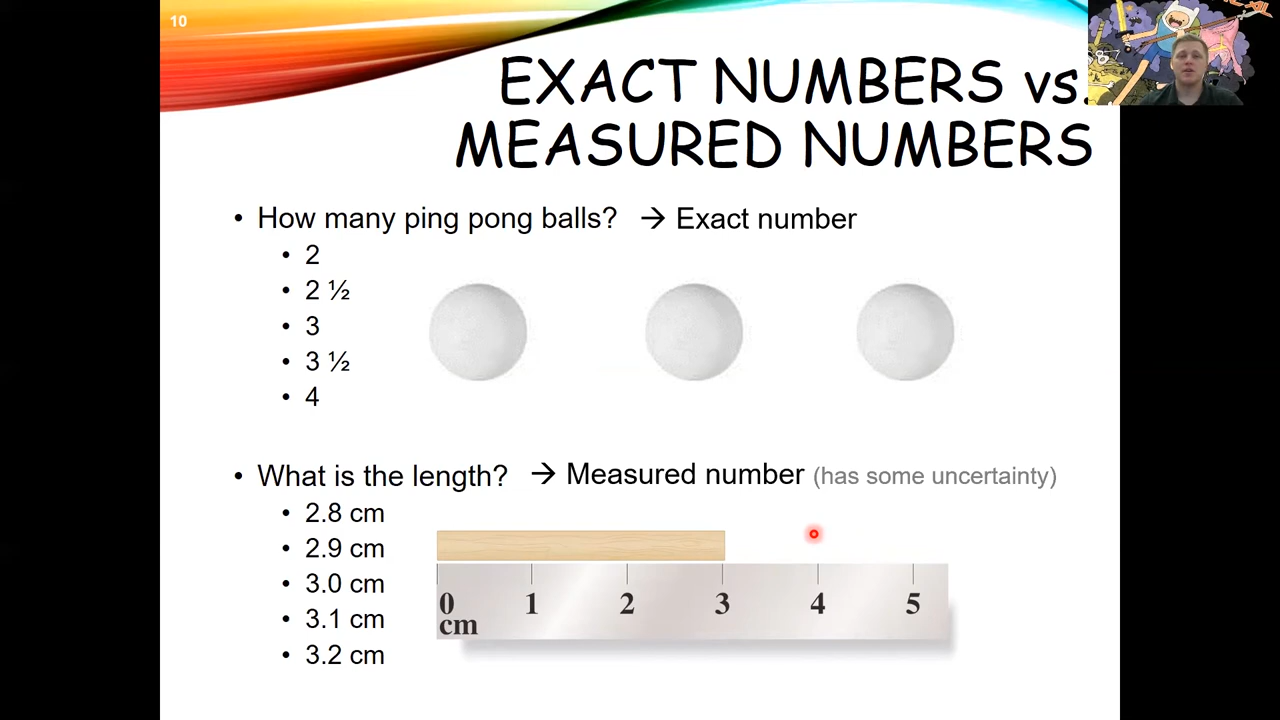 10
EXACT NUMBERS vs.
MEASURED NUMBERS
• How many ping pong balls? → Exact number
• 2
• 2 ½
• 3
• 3 ½
• 4
• What is the length? → Measured number (has some uncertainty)
• 2.8 cm
• 2.9 cm
• 3.0 cm
• 3.1 cm
• 3.2 cm
0 1 2 3 4 5
cm